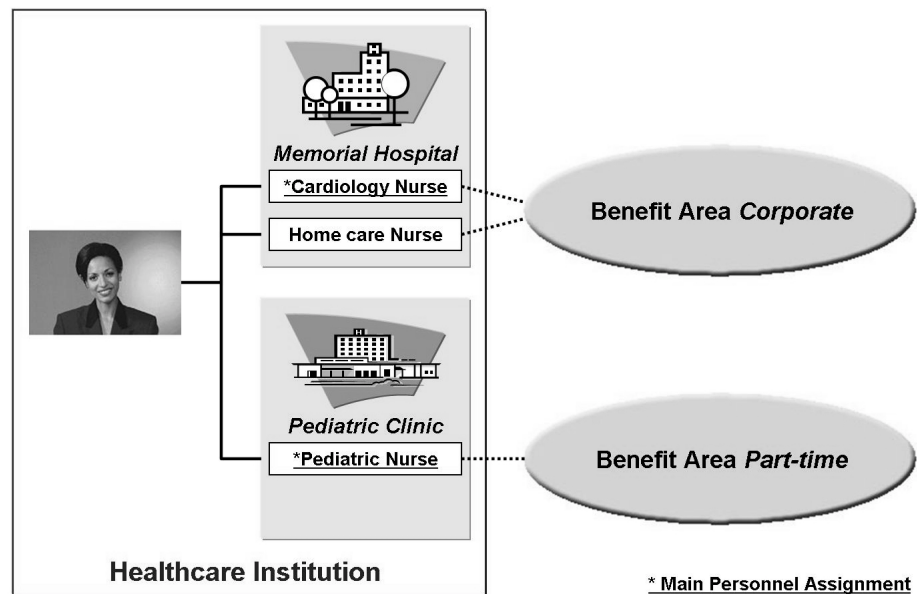 H
Memorial Hospital
*Cardiology Nurse
Home care Nurse
Benefit Area Corporate
H
Pediatric Clinic
*Pediatric Nurse
Benefit Area Part-time
Healthcare Institution
* Main Personnel Assignment